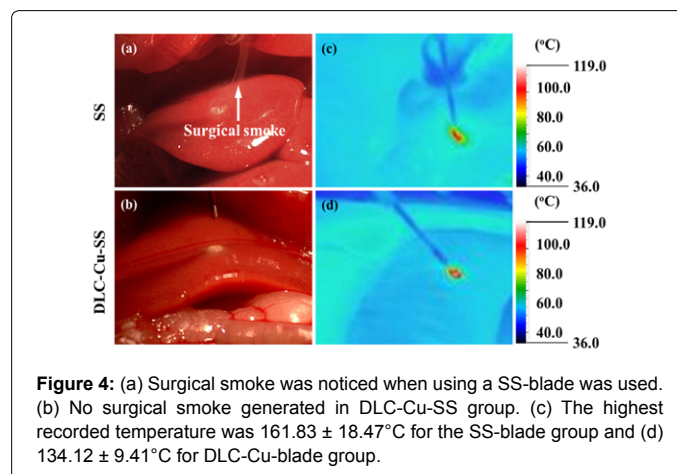 (a)
(c)
(°C)
119.0
100.0
80.0
60.0
40.0
36.0
SS
Surgical smoke
(b)
(d)
119.0
100.0
80.0
60.0
40.0
36.0
DLC-Cu-SS
Figure 4: (a) Surgical smoke was noticed when using a SS-blade was used.
(b) No surgical smoke generated in DLC-Cu-SS group. (c) The highest
recorded temperature was 161.83 ± 18.47°C for the SS-blade group and (d)
134.12 ± 9.41°C for DLC-Cu-blade group.